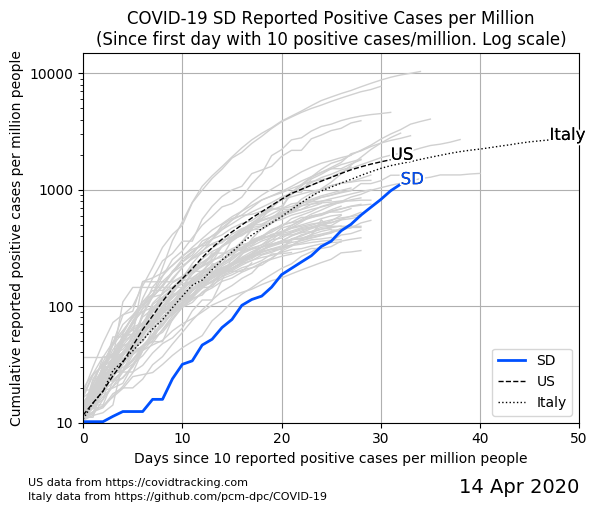 COVID-19 SD Reported Positive Cases per Million
(Since first day with 10 positive cases/million. Log scale)
Cumulative reported positive cases per million people
10000
1000
100
10
Italy
US
SD
SD
US
Italy
0 10 20 30 40 50
Days since 10 reported positive cases per million people
US data from https://covidtracking.com
Italy data from https://github.com/pcm-dpc/COVID-19
14 Apr 2020